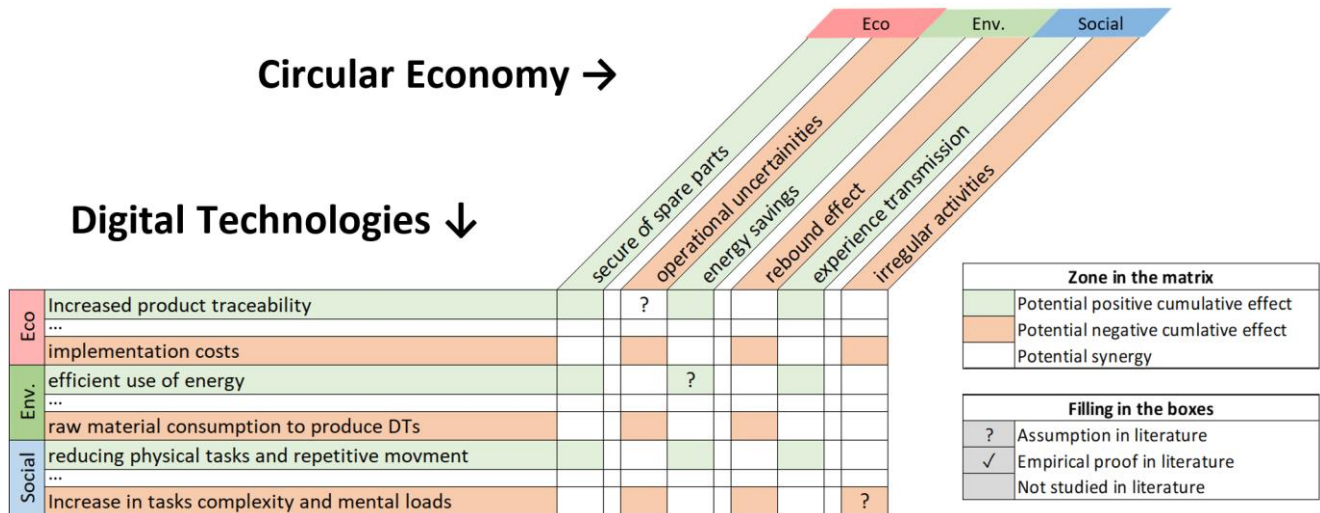 Eco Env. Social
Circular Economy →
Digital Technologies ↓
secure of spare parts
operational uncertainities
energy savings
rebound effect
experience transmission
irregular activities
Eco
Increased product traceability ?
...
implementation costs
Env.
efficient use of energy ?
...
raw material consumption to produce DTs
Social
reducing physical tasks and repetitive movment
...
Increase in tasks complexity and mental loads ?
Zone in the matrix
Potential positive cumulative effect
Potential negative cumlative effect
Potential synergy
Filling in the boxes
? Assumption in literature
✓ Empirical proof in literature
Not studied in literature